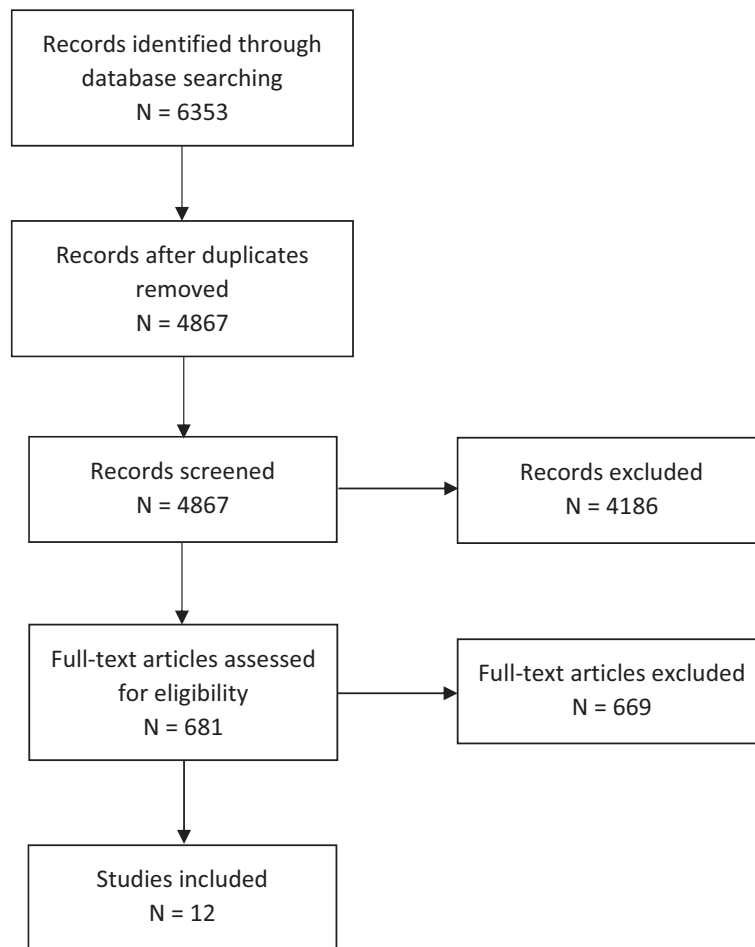 Records identified through
database searching
N = 6353
Records after duplicates
removed
N = 4867
Records screened
N = 4867
Records excluded
N = 4186
Full-text articles assessed
for eligibility
N = 681
Full-text articles excluded
N = 669
Studies included
N = 12